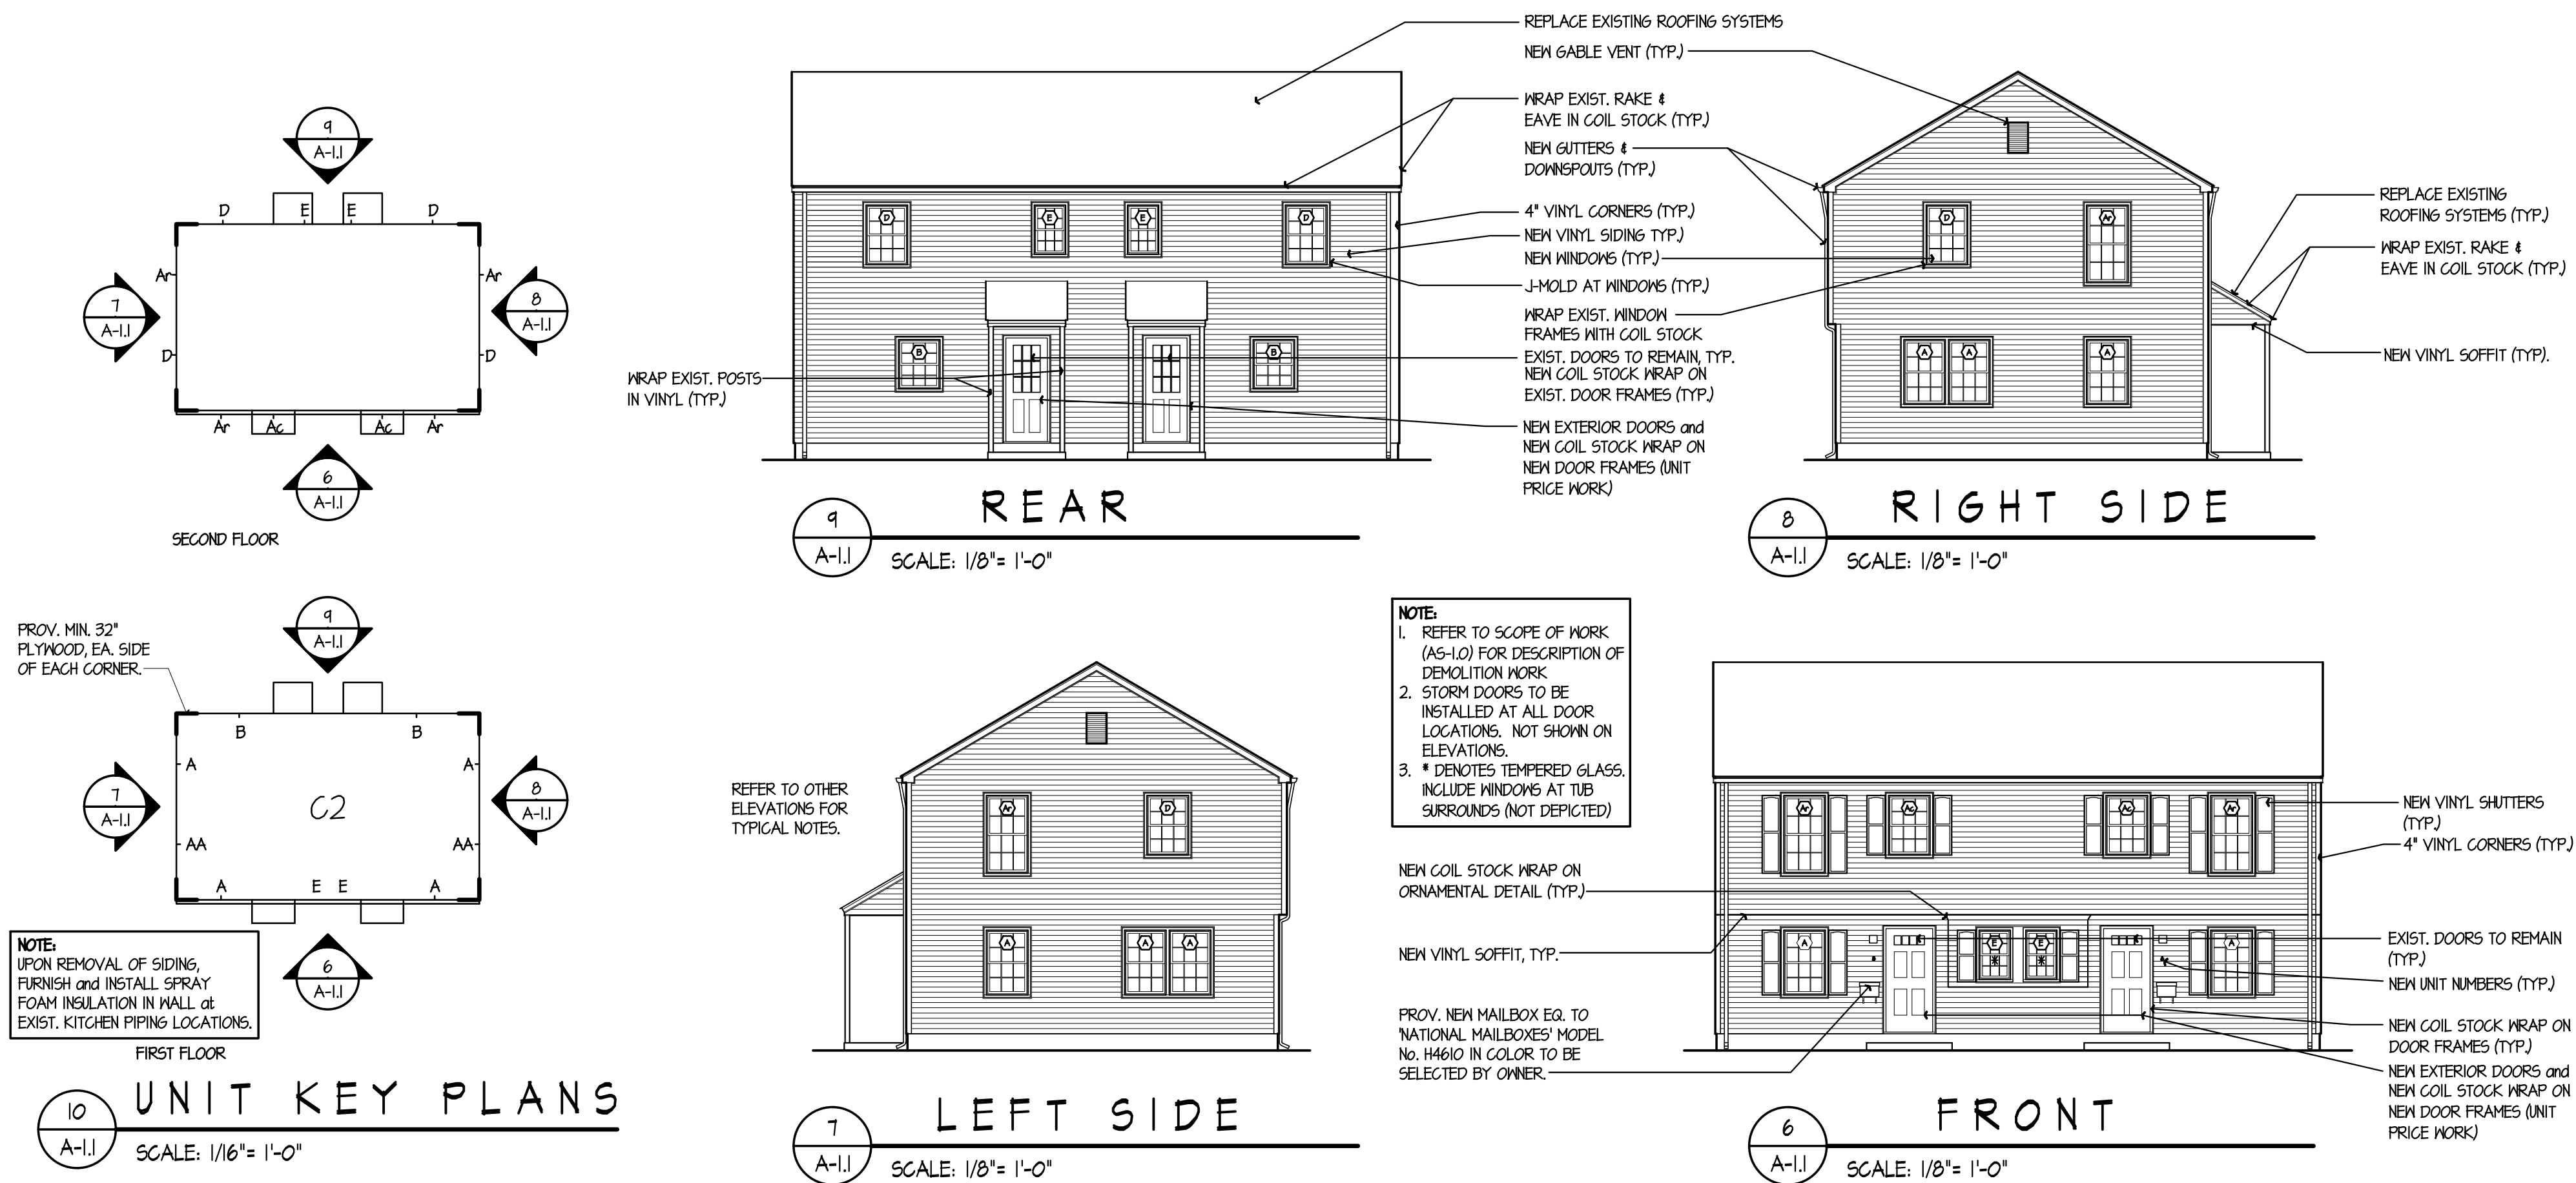 9
A-1.1
D
E
E
D
Ar
Ar
7
A-1.1
8
A-1.1
D
D
Ar
Ac
Ac
Ar
6
A-1.1
SECOND FLOOR
PROV. MIN. 32"
PLYWOOD, EA. SIDE
OF EACH CORNER.
9
A-1.1
B
B
A
A
7
A-1.1
C2
8
A-1.1
AA
AA
A
E
E
A
6
A-1.1
NOTE:
UPON REMOVAL OF SIDING,
FURNISH and INSTALL SPRAY
FOAM INSULATION IN WALL at
EXIST. KITCHEN PIPING LOCATIONS.
FIRST FLOOR
10
A-1.1
UNIT KEY PLANS
SCALE: 1/16"= 1'-0"
REPLACE EXISTING ROOFING SYSTEMS
NEW GABLE VENT (TYP.)
WRAP EXIST. RAKE &
EAVE IN COIL STOCK (TYP.)
NEW GUTTERS &
DOWNSPOUTS (TYP.)
4" VINYL CORNERS (TYP.)
NEW VINYL SIDING TYP.)
NEW WINDOWS (TYP.)
J-MOLD AT WINDOWS (TYP.)
WRAP EXIST. WINDOW
FRAMES WITH COIL STOCK
EXIST. DOORS TO REMAIN, TYP.
NEW COIL STOCK WRAP ON
EXIST. DOOR FRAMES (TYP.)
NEW EXTERIOR DOORS and
NEW COIL STOCK WRAP ON
NEW DOOR FRAMES (UNIT
PRICE WORK)
WRAP EXIST. POSTS
IN VINYL (TYP.)
D
E
E
D
B
B
9
A-1.1
REAR
SCALE: 1/8"= 1'-0"
D
Ar
A
A
A
REPLACE EXISTING
ROOFING SYSTEMS (TYP.)
WRAP EXIST. RAKE &
EAVE IN COIL STOCK (TYP.)
NEW VINYL SOFFIT (TYP).
8
A-1.1
RIGHT SIDE
SCALE: 1/8"= 1'-0"
REFER TO OTHER
ELEVATIONS FOR
TYPICAL NOTES.
Ar
D
A
A
A
7
A-1.1
LEFT SIDE
SCALE: 1/8"= 1'-0"
NOTE:
1. REFER TO SCOPE OF WORK
(AS-1.0) FOR DESCRIPTION OF
DEMOLITION WORK
2. STORM DOORS TO BE
INSTALLED AT ALL DOOR
LOCATIONS. NOT SHOWN ON
ELEVATIONS.
3. * DENOTES TEMPERED GLASS.
INCLUDE WINDOWS AT TUB
SURROUNDS (NOT DEPICTED)
NEW COIL STOCK WRAP ON
ORNAMENTAL DETAIL (TYP.)
NEW VINYL SOFFIT, TYP.
PROV. NEW MAILBOX EQ. TO
'NATIONAL MAILBOXES' MODEL
No. H4610 IN COLOR TO BE
SELECTED BY OWNER.
Ar
Ac
Ac
Ar
A
E
*
E
*
A
NEW VINYL SHUTTERS
(TYP.)
4" VINYL CORNERS (TYP.)
EXIST. DOORS TO REMAIN
(TYP.)
NEW UNIT NUMBERS (TYP.)
NEW COIL STOCK WRAP ON
DOOR FRAMES (TYP.)
NEW EXTERIOR DOORS and
NEW COIL STOCK WRAP ON
NEW DOOR FRAMES (UNIT
PRICE WORK)
6
A-1.1
FRONT
SCALE: 1/8"= 1'-0"